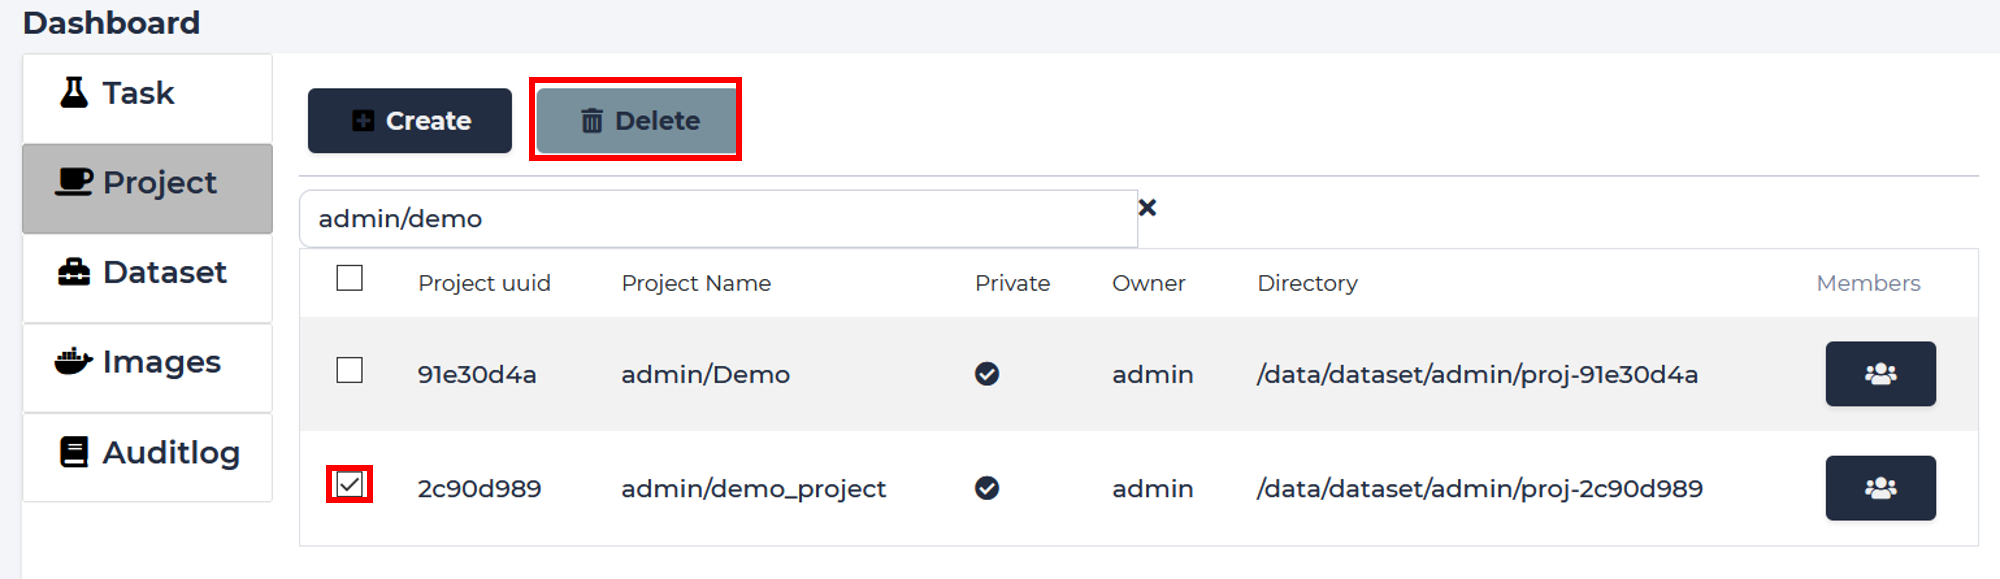 Dashboard
Task
Project
Dataset
Images
Auditlog
Create
Delete
admin/demo
Project uuid Project Name Private Owner Directory Members
91e30d4a admin/Demo admin /data/dataset/admin/proj-91e30d4a
2c90d989 admin/demo_project admin /data/dataset/admin/proj-2c90d989